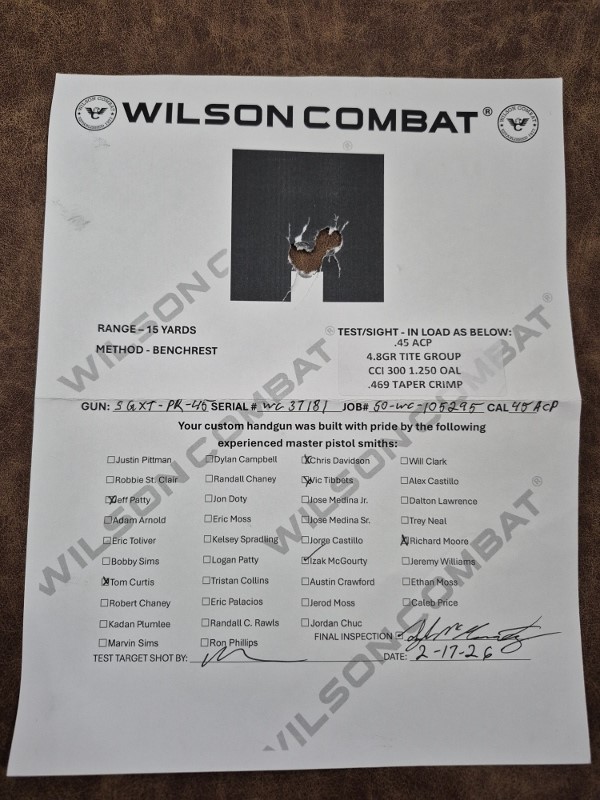 WILSON COMBAT®
RANGE – 15 YARDS
METHOD - BENCHREST
TEST/SIGHT - IN LOAD AS BELOW:
.45 ACP
4.8GR TITE GROUP
CCI 300 1.250 OAL
.469 TAPER CRIMP
GUN: SGXT-PR-45 SERIAL# WC37181 JOB# 50-WC-105295 CAL 45 ACP
Your custom handgun was built with pride by the following
experienced master pistol smiths:
☐Justin Pittman ☐Dylan Campbell ☒Chris Davidson ☐Will Clark
☐Robbie St. Clair ☐Randall Chaney ☒Vic Tibbets ☐Alex Castillo
☒Jeff Patty ☐Jon Doty ☐Jose Medina Jr. ☐Dalton Lawrence
☐Adam Arnold ☐Eric Moss ☐Jose Medina Sr. ☐Trey Neal
☐Eric Toliver ☐Kelsey Spradling ☐Jorge Castillo ☒Richard Moore
☐Bobby Sims ☐Logan Patty ☑Izak McGourty ☐Jeremy Williams
☒Tom Curtis ☐Tristan Collins ☐Austin Crawford ☐Ethan Moss
☐Robert Chaney ☐Eric Palacios ☐Jerod Moss ☐Caleb Price
☐Kadan Plumlee ☐Randall C. Rawls ☐Jordan Chuc
☐Marvin Sims ☐Ron Phillips FINAL INSPECTION ☑
TEST TARGET SHOT BY: DATE: 2-17-26
WILSON COMBAT®
WILSON COMBAT®
WILSON COMBAT®